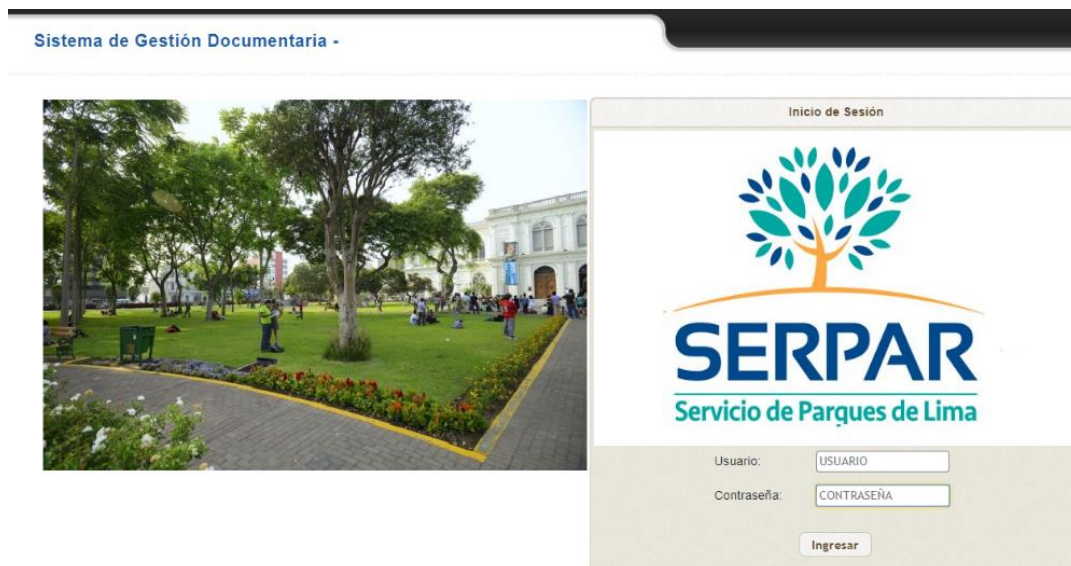 Sistema de Gestión Documentaria -
Inicio de Sesión
SERPAR
Servicio de Parques de Lima
Usuario:
USUARIO
Contraseña:
CONTRASEÑA
Ingresar